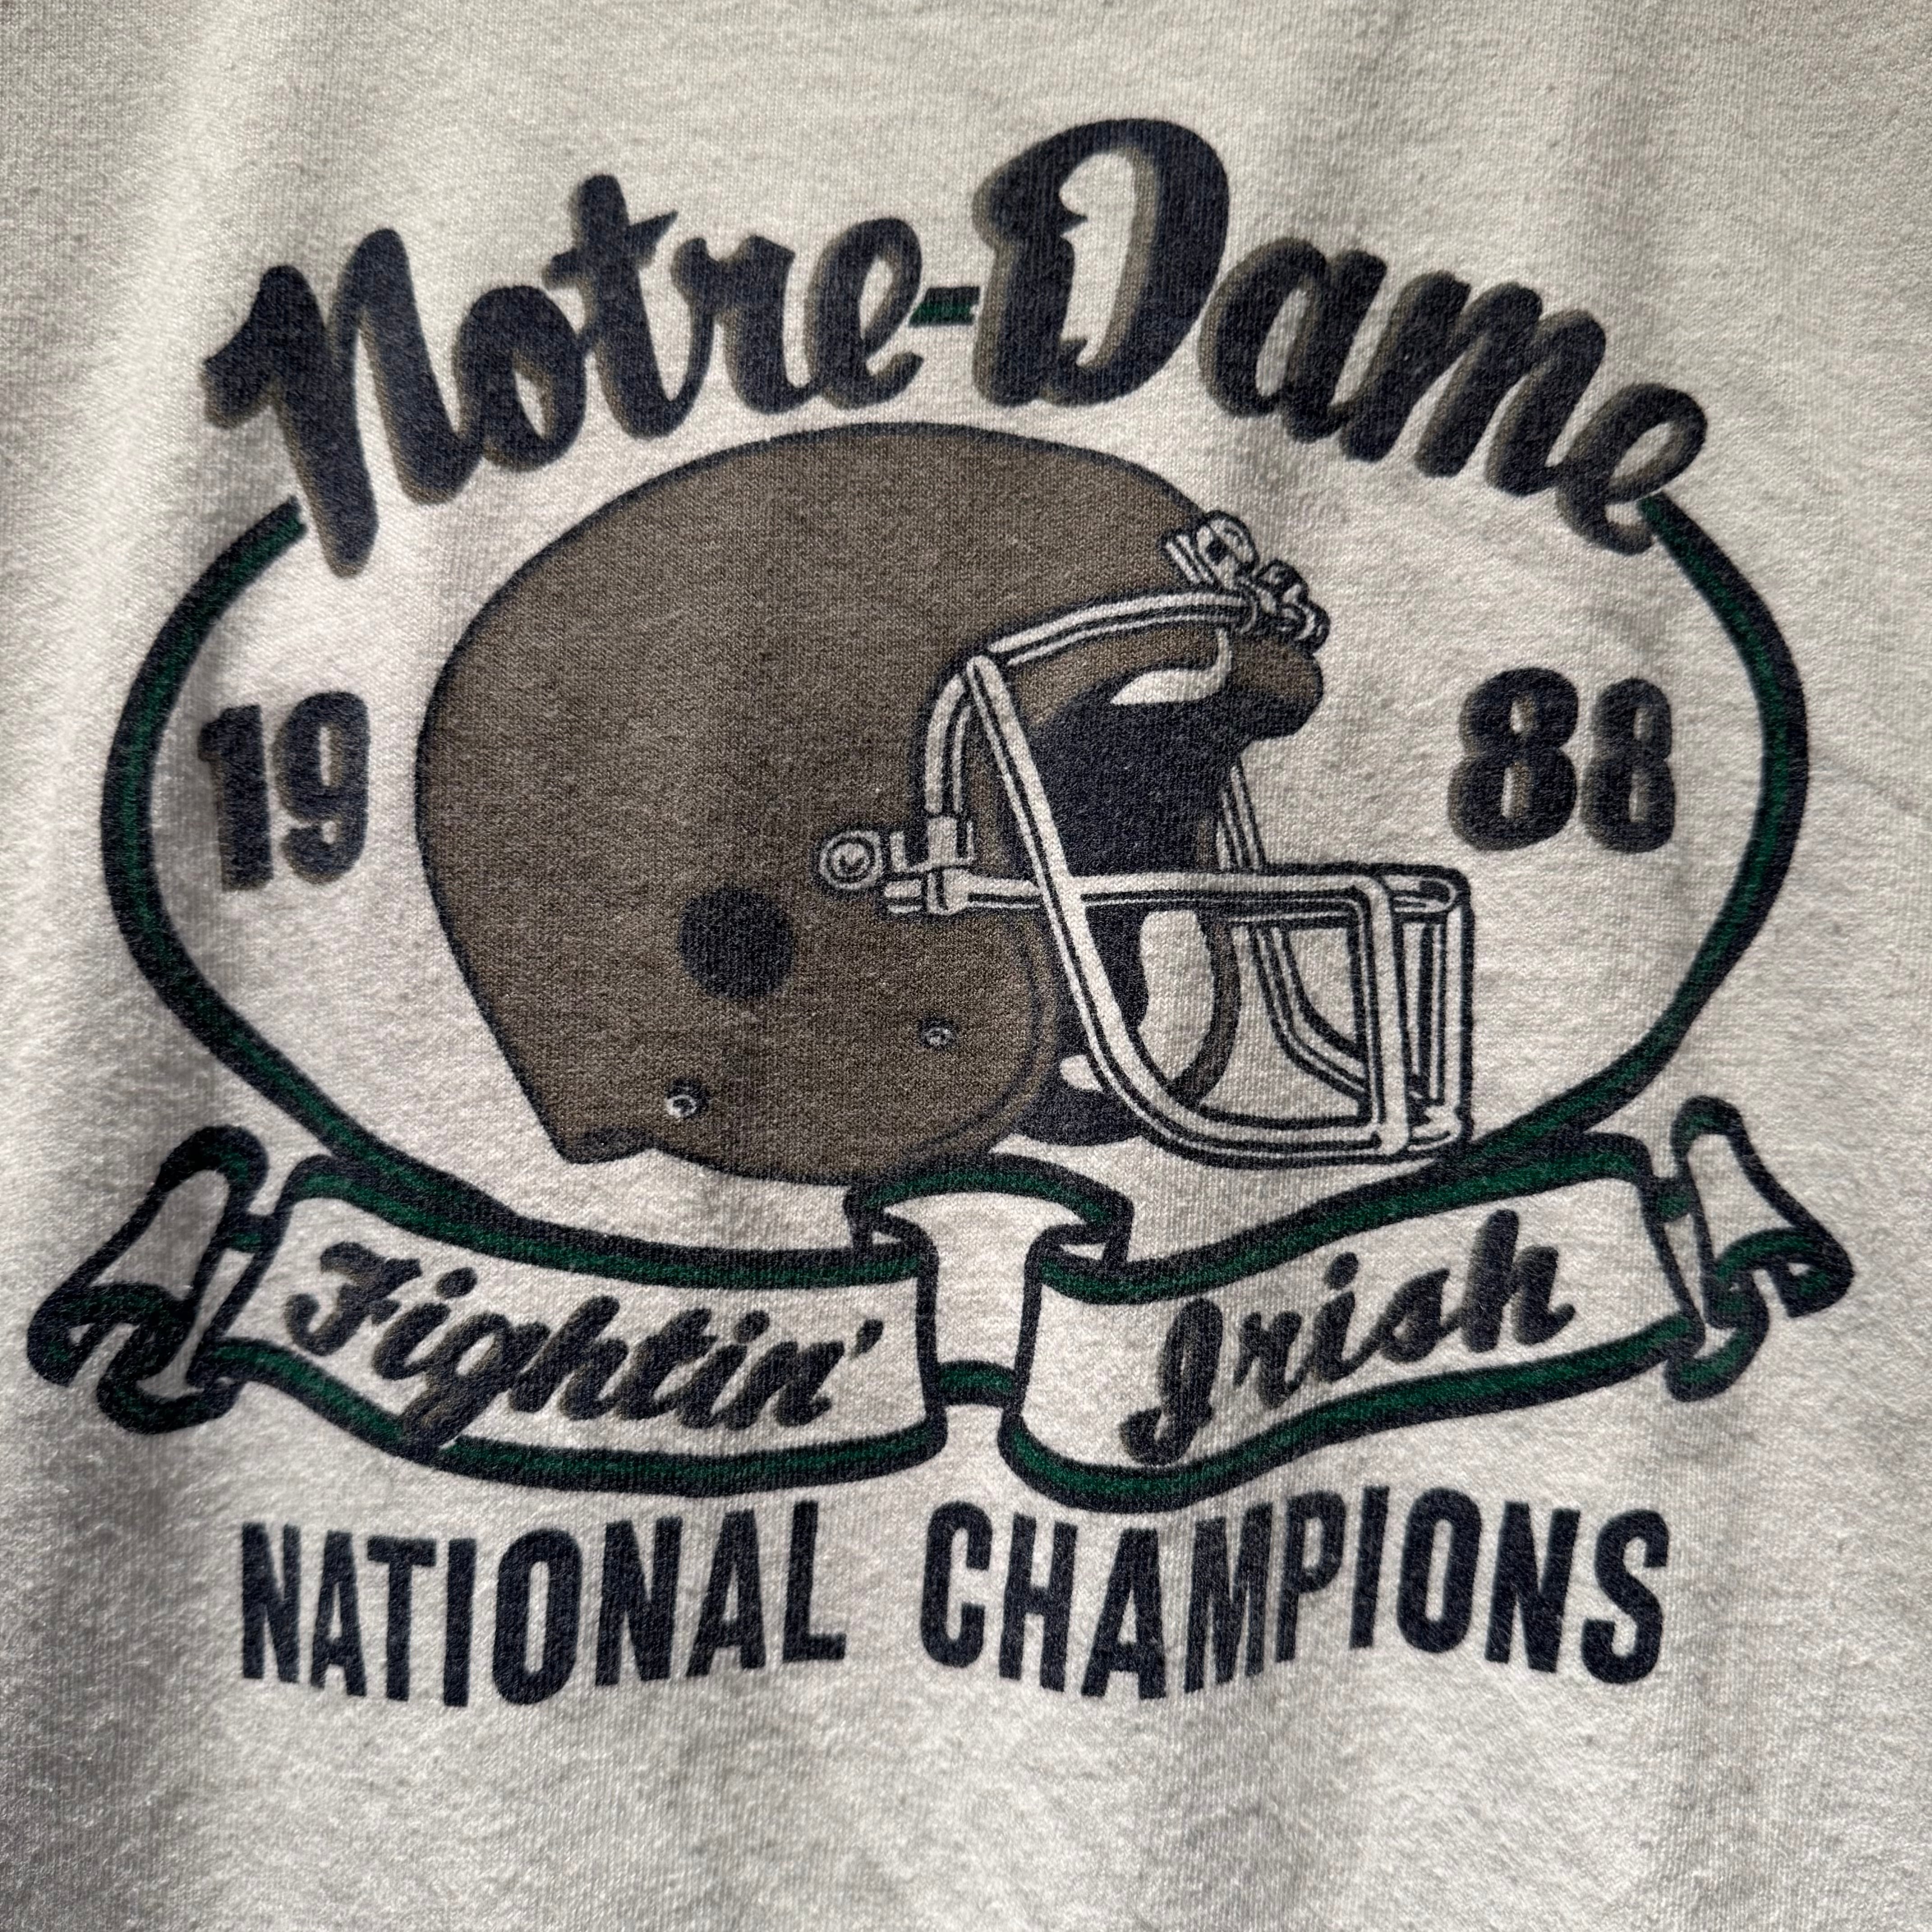 Notre-Dame
19 88
Fightin' Irish
NATIONAL CHAMPIONS